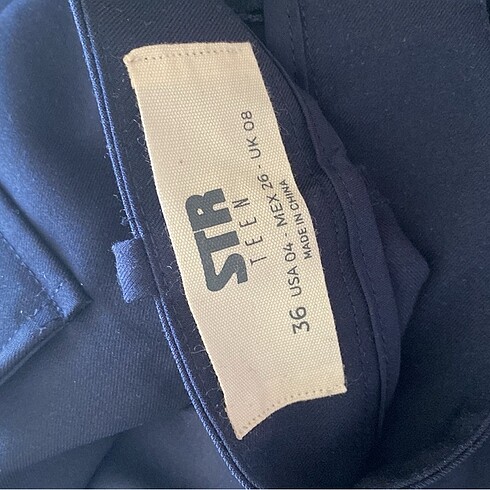 STR
TEEN
36 USA 04 - MEX 26 - UK 08
MADE IN CHINA